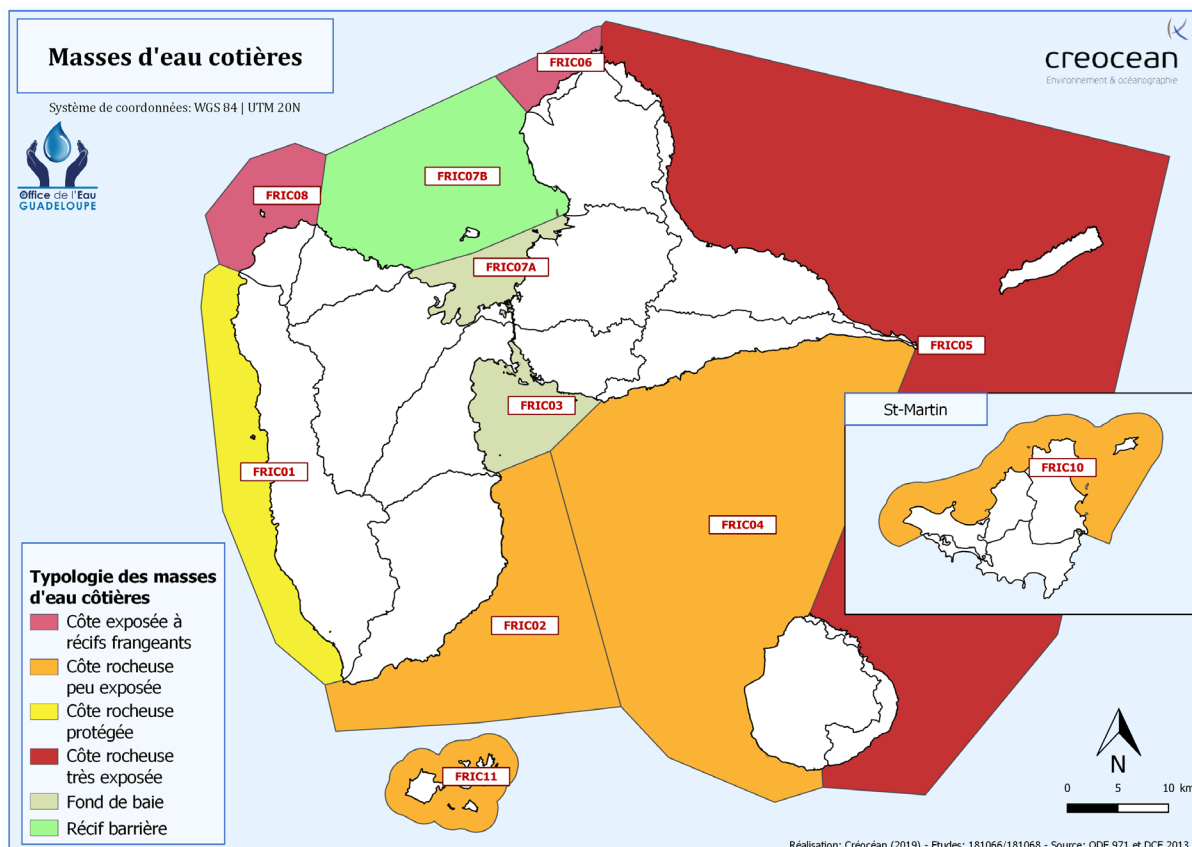 Masses d'eau cotières
Système de coordonnées: WGS 84 | UTM 20N
Office de l'Eau
GUADELOUPE
creocean
Environnement & océanographie
FRIC06
FRIC07B
FRIC08
FRIC07A
FRIC05
FRIC03
St-Martin
FRIC10
FRIC01
FRIC04
FRIC02
FRIC11
Typologie des masses
d'eau côtières
Côte exposée à
récifs frangeants
Côte rocheuse
peu exposée
Côte rocheuse
protégée
Côte rocheuse
très exposée
Fond de baie
Récif barrière
N
0 5 10 km
Réalisation: Créocéan (2019) - Etudes: 181066/181068 - Source: ODE 971 et DCE 2013